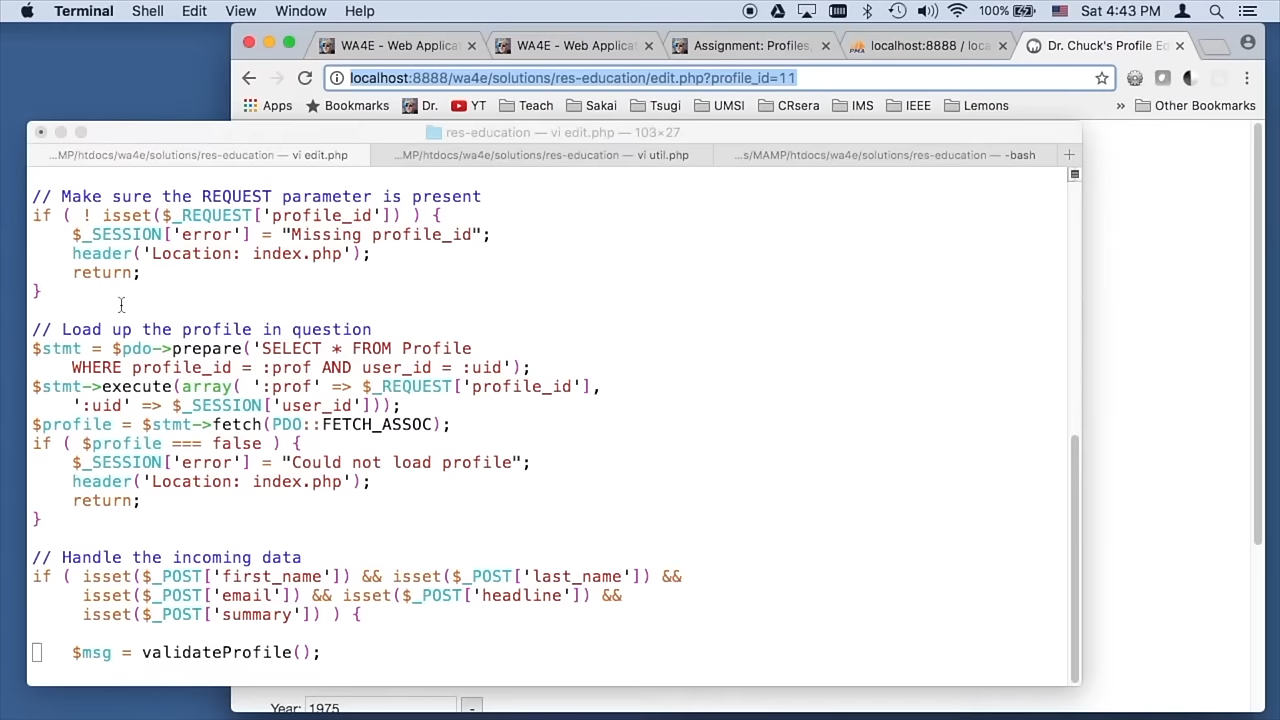 Terminal Shell Edit View Window Help 100% Sat 4:43 PM
WA4E - Web Applicat × WA4E - Web Applicat × Assignment: Profiles, × localhost:8888 / loca × Dr. Chuck's Profile Ed ×
localhost:8888/wa4e/solutions/res-education/edit.php?profile_id=11
Apps Bookmarks Dr. YT Teach Sakai Tsugi UMSI CRsera IMS IEEE Lemons » Other Bookmarks
res-education — vi edit.php — 103×27
...MP/htdocs/wa4e/solutions/res-education — vi edit.php ...MP/htdocs/wa4e/solutions/res-education — vi util.php ...s/MAMP/htdocs/wa4e/solutions/res-education — -bash +
// Make sure the REQUEST parameter is present
if ( ! isset($_REQUEST['profile_id']) ) {
$_SESSION['error'] = "Missing profile_id";
header('Location: index.php');
return;
}
// Load up the profile in question
$stmt = $pdo->prepare('SELECT * FROM Profile
WHERE profile_id = :prof AND user_id = :uid');
$stmt->execute(array( ':prof' => $_REQUEST['profile_id'],
':uid' => $_SESSION['user_id']));
$profile = $stmt->fetch(PDO::FETCH_ASSOC);
if ( $profile === false ) {
$_SESSION['error'] = "Could not load profile";
header('Location: index.php');
return;
}
// Handle the incoming data
if ( isset($_POST['first_name']) && isset($_POST['last_name']) &&
isset($_POST['email']) && isset($_POST['headline']) &&
isset($_POST['summary']) ) {
$msg = validateProfile();
Year: 1975 -